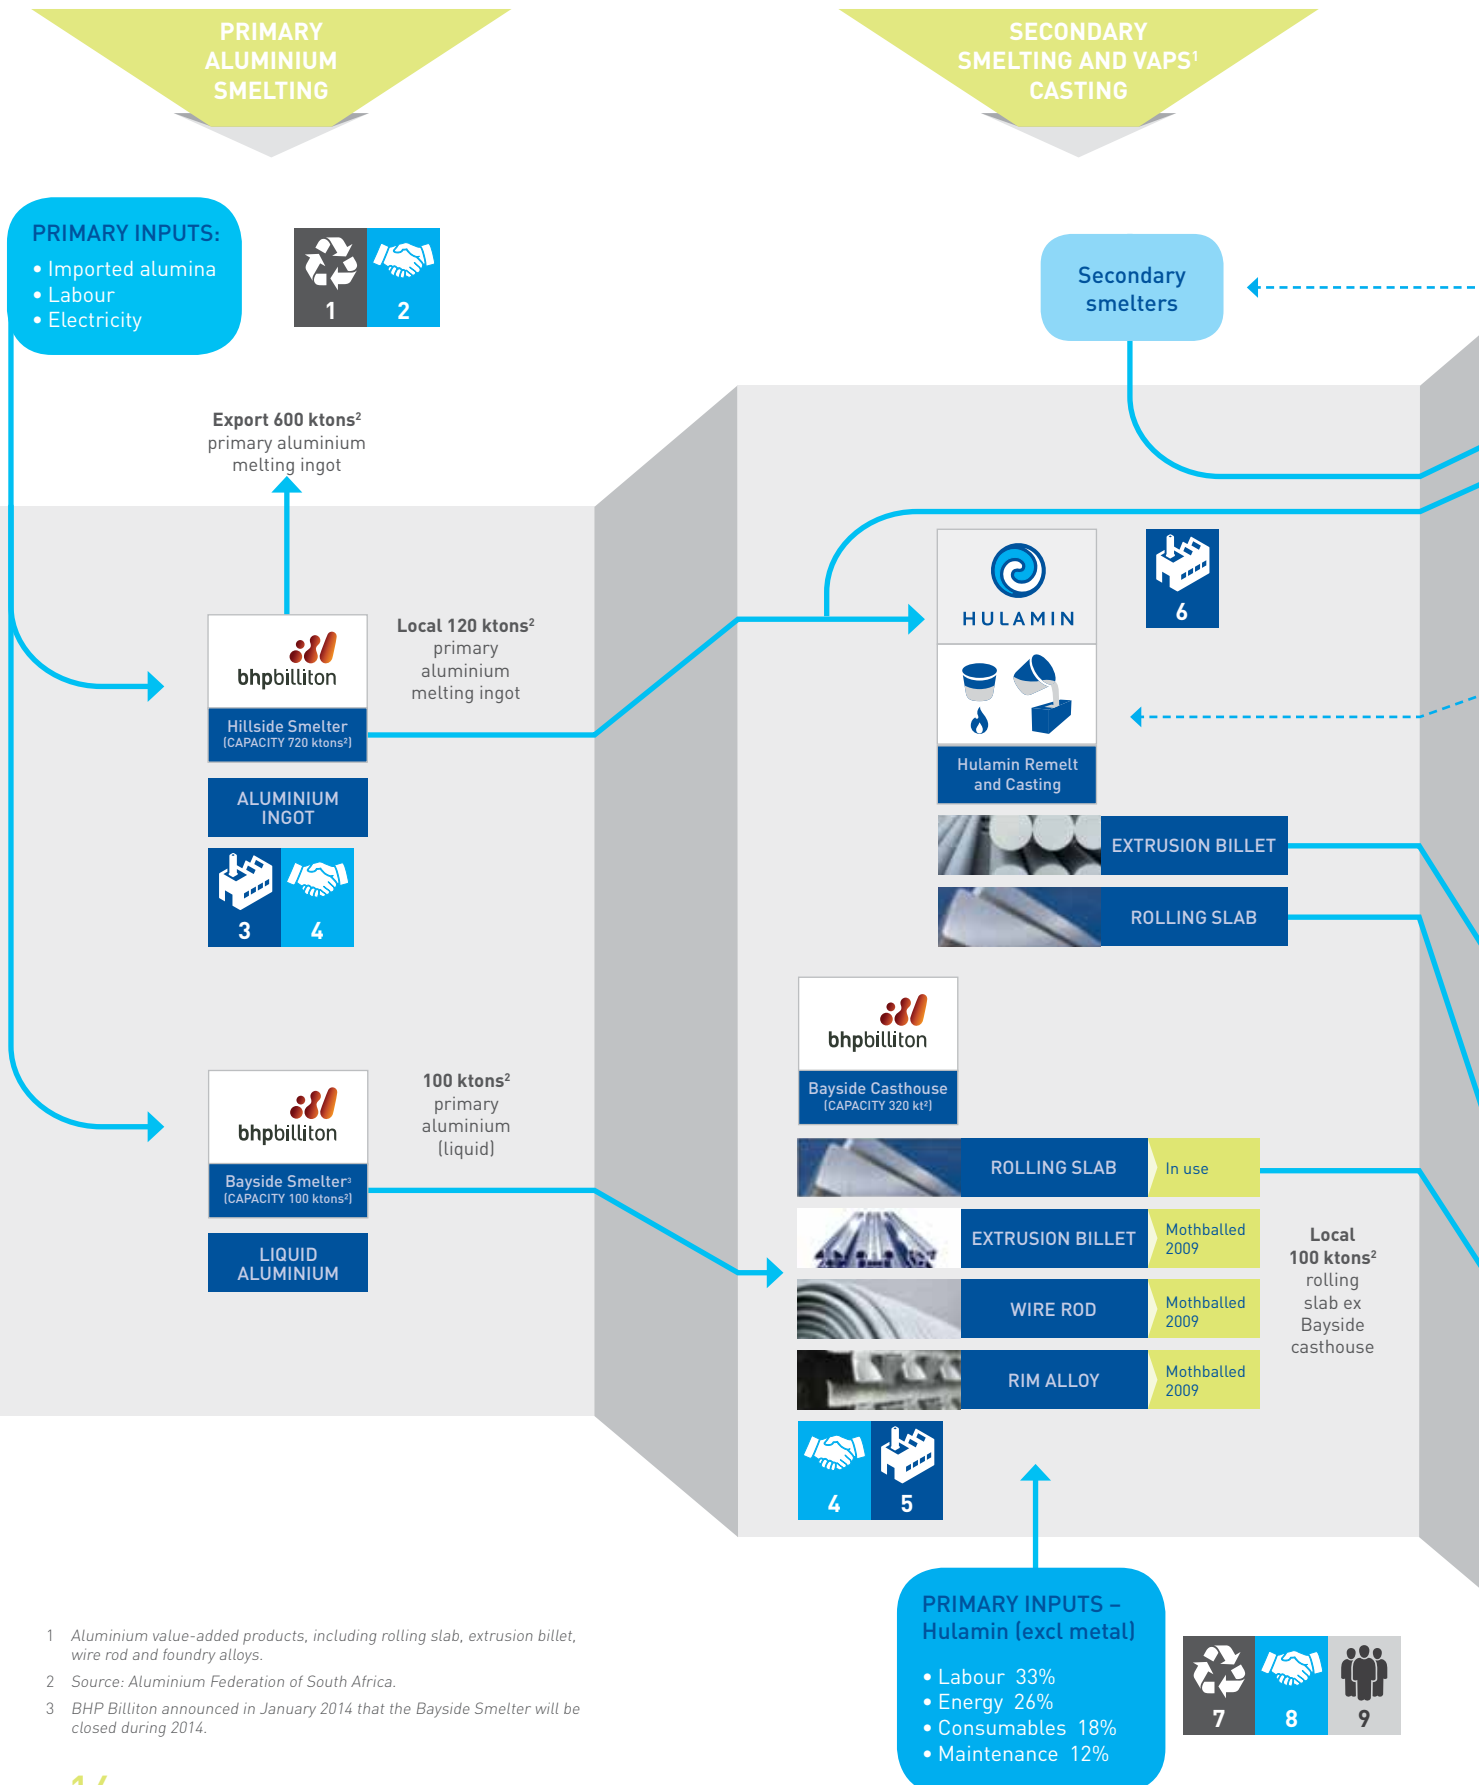 PRIMARY
ALUMINIUM
SMELTING
SECONDARY
SMELTING AND VAPS¹
CASTING
PRIMARY INPUTS:
• Imported alumina
• Labour
• Electricity
1
2
Secondary
smelters
Export 600 ktons²
primary aluminium
melting ingot
bhpbilliton
Hillside Smelter
(CAPACITY 720 ktons²)
Local 120 ktons²
primary
aluminium
melting ingot
ALUMINIUM
INGOT
3
4
HULAMIN
6
Hulamin Remelt
and Casting
EXTRUSION BILLET
ROLLING SLAB
bhpbilliton
Bayside Smelter³
(CAPACITY 100 ktons²)
100 ktons²
primary
aluminium
(liquid)
LIQUID
ALUMINIUM
bhpbilliton
Bayside Casthouse
(CAPACITY 320 kt²)
ROLLING SLAB
In use
EXTRUSION BILLET
Mothballed
2009
WIRE ROD
Mothballed
2009
RIM ALLOY
Mothballed
2009
Local
100 ktons²
rolling
slab ex
Bayside
casthouse
4
5
PRIMARY INPUTS –
Hulamin (excl metal)
• Labour 33%
• Energy 26%
• Consumables 18%
• Maintenance 12%
7
8
9
1 Aluminium value-added products, including rolling slab, extrusion billet,
wire rod and foundry alloys.
2 Source: Aluminium Federation of South Africa.
3 BHP Billiton announced in January 2014 that the Bayside Smelter will be
closed during 2014.